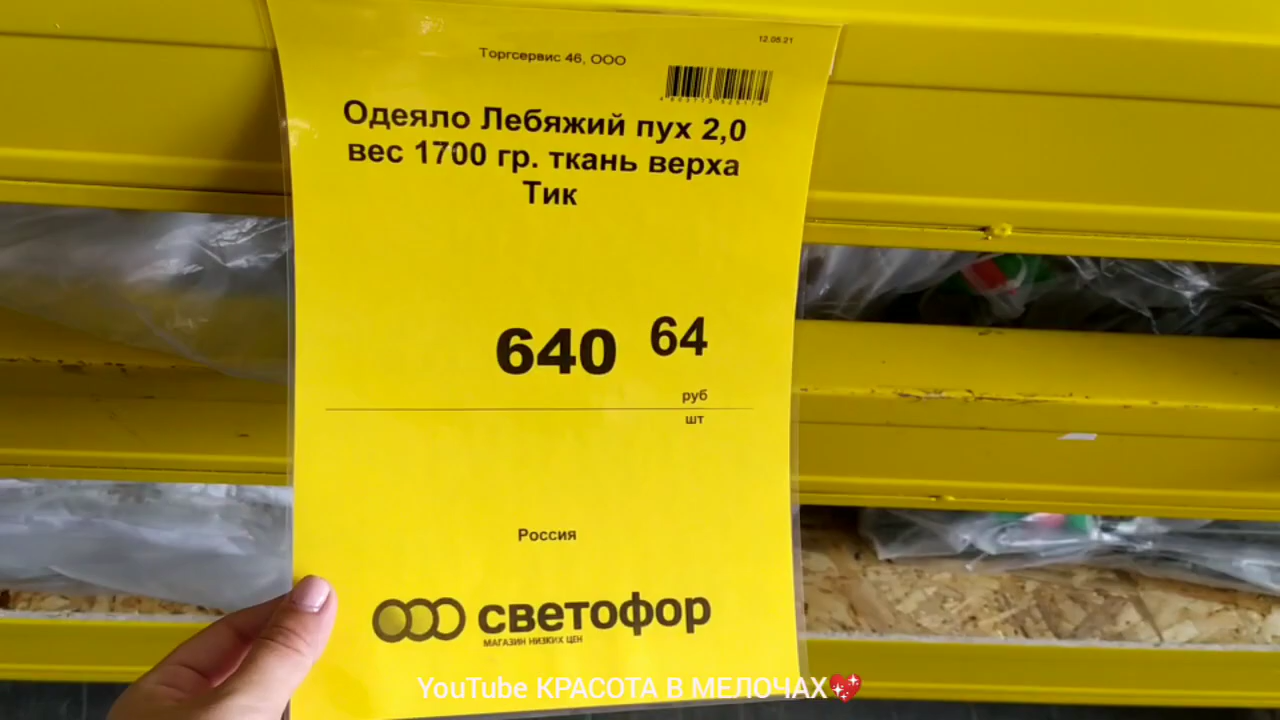 12.05.21
Торгсервис 46, ООО
Одеяло Лебяжий пух 2,0
вес 1700 гр. ткань верха
Тик
640 64
руб
шт
Россия
светофор
МАГАЗИН НИЗКИХ ЦЕН
YouTube КРАСОТА В МЕЛОЧАХ💖